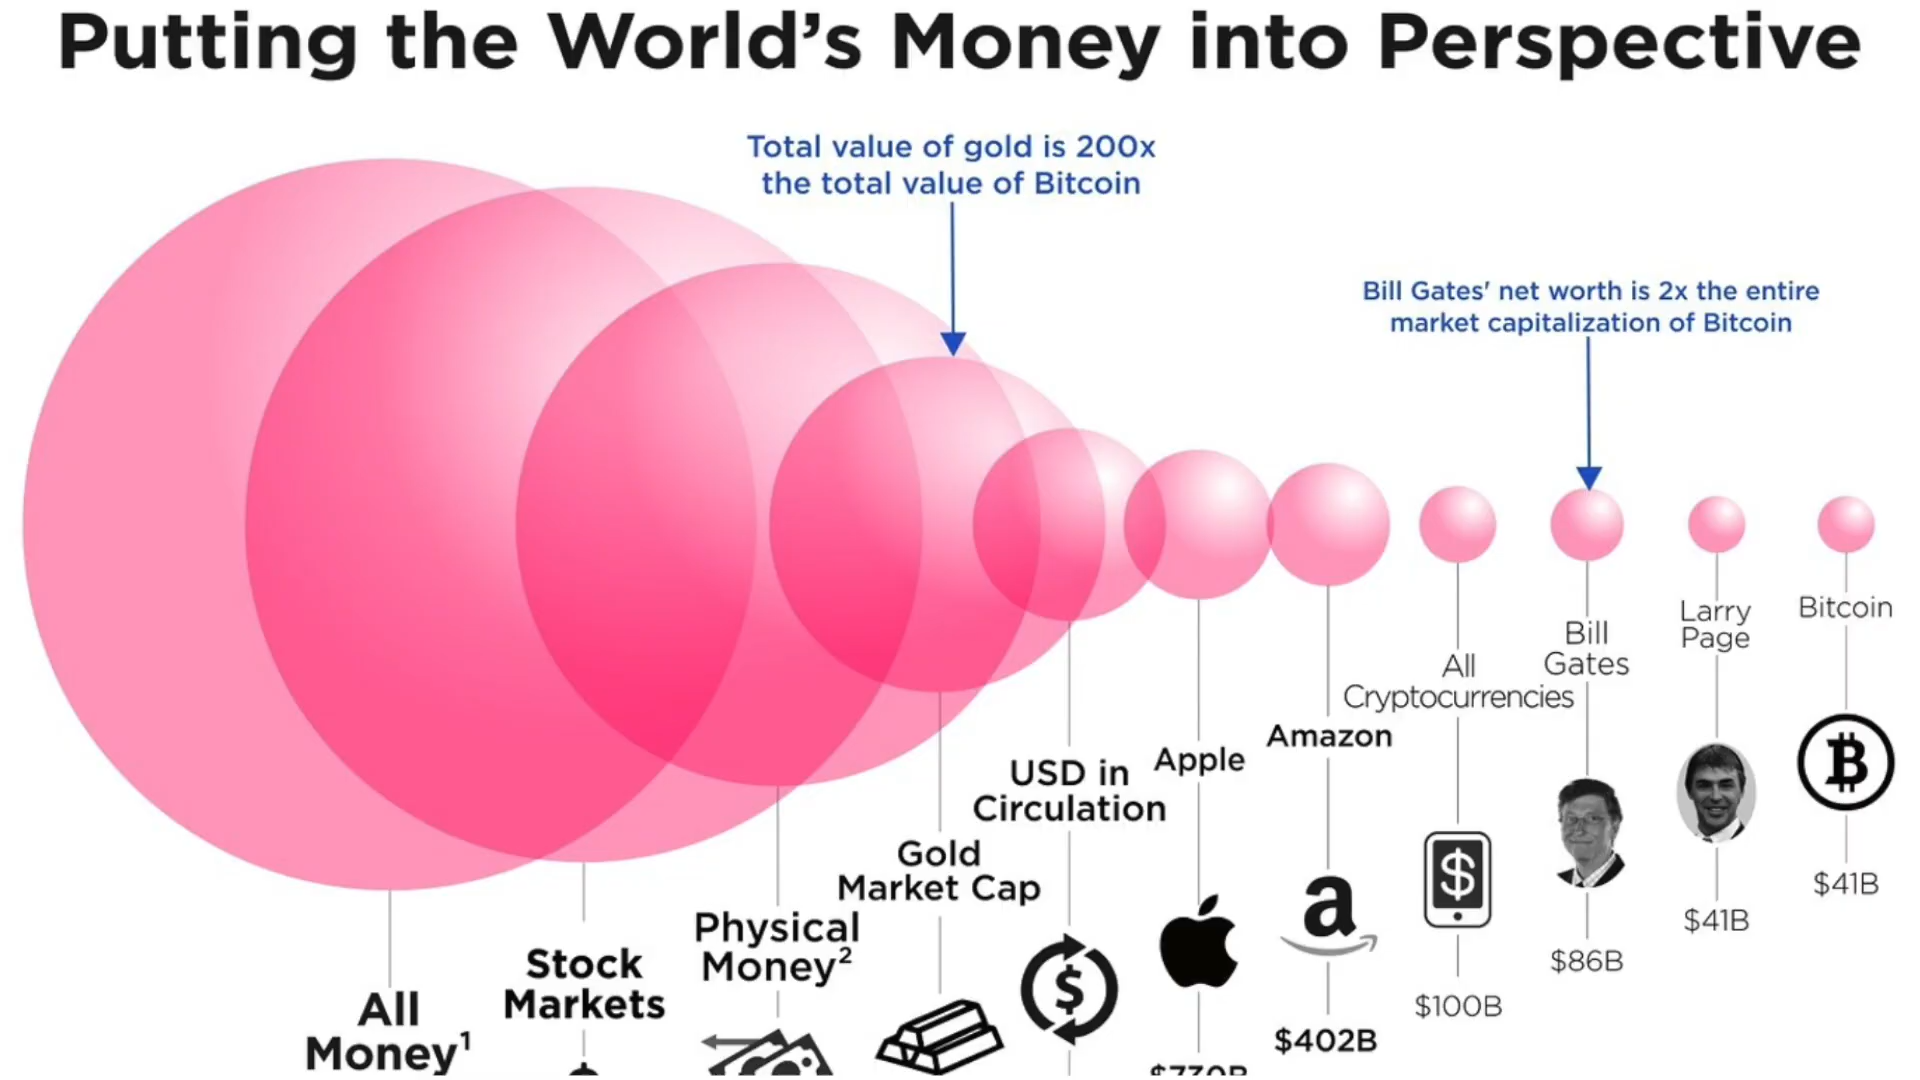 Putting the World’s Money into Perspective
Total value of gold is 200x
the total value of Bitcoin
Bill Gates' net worth is 2x the entire
market capitalization of Bitcoin
All
Money¹
Stock
Markets
Physical
Money²
Gold
Market Cap
USD in
Circulation
$
Apple
$730B
Amazon
a
$402B
All
Cryptocurrencies
$
$100B
Bill
Gates
$86B
Larry
Page
$41B
Bitcoin
₿
$41B